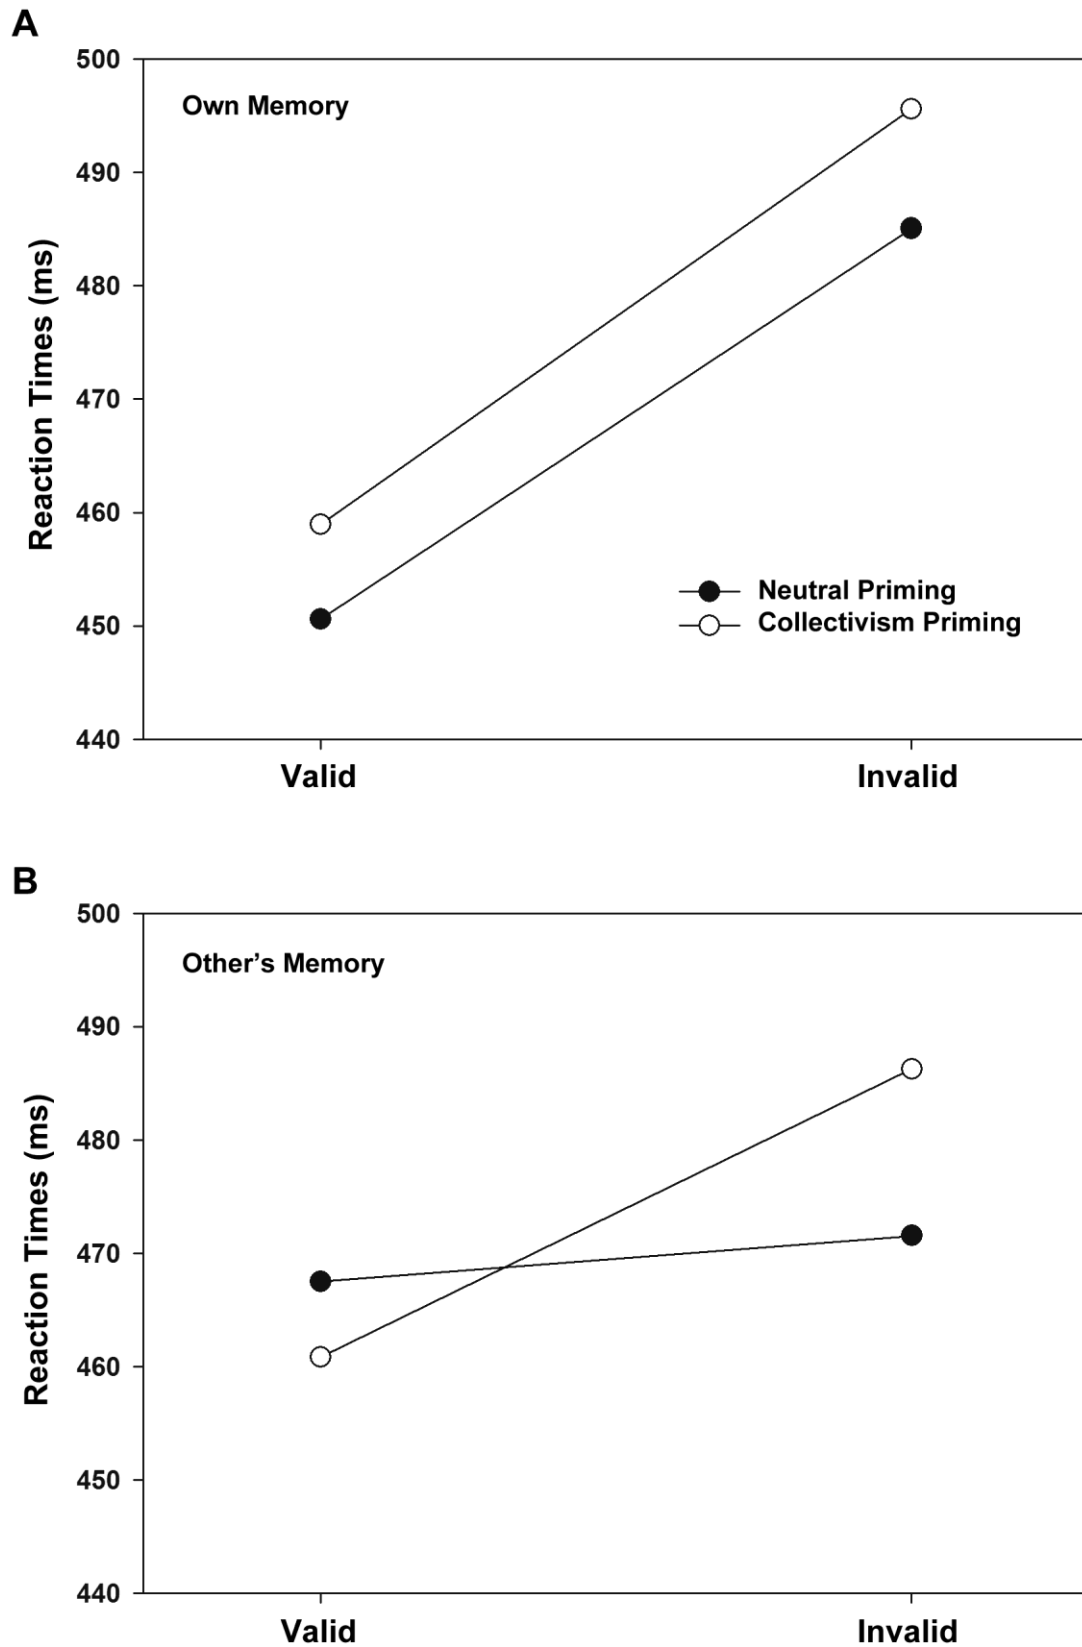 A
500
Own Memory
490
480
470
460
450
440
Reaction Times (ms)
Neutral Priming
Collectivism Priming
Valid Invalid
B
500
Other’s Memory
490
480
470
460
450
440
Reaction Times (ms)
Valid Invalid